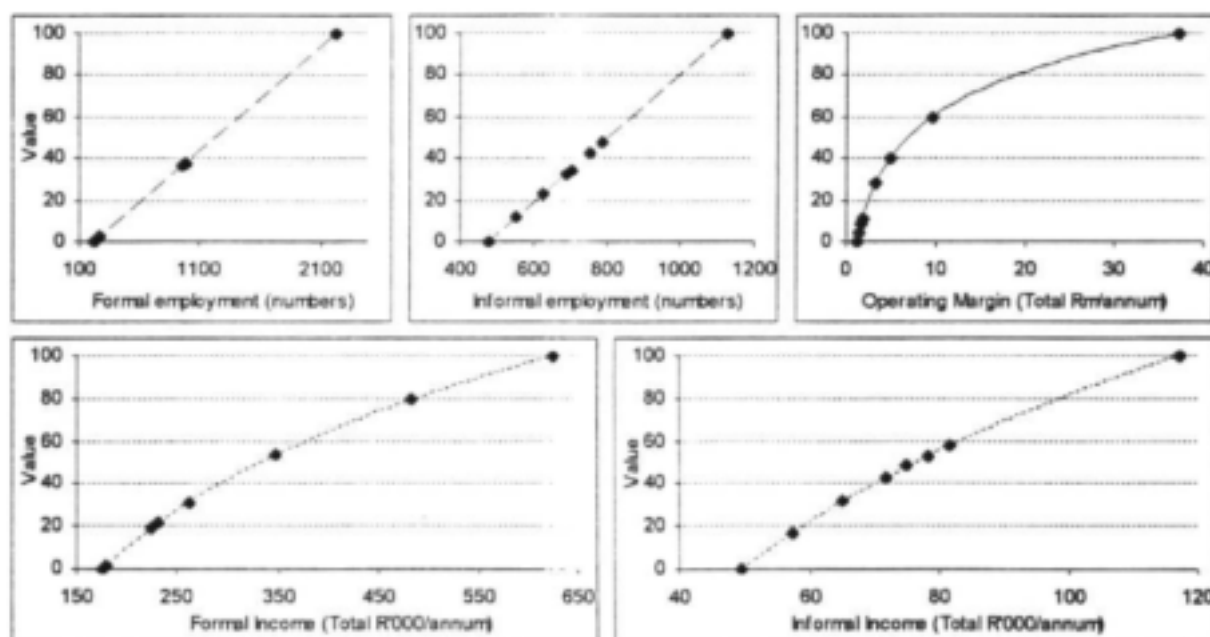 100
80
60
40
20
0
Value
100 1100 2100
Formal employment (numbers)
100
80
60
40
20
0
400 600 800 1000 1200
Informal employment (numbers)
100
80
60
40
20
0
0 10 20 30 40
Operating Margin (Total Rm/annum)
100
80
60
40
20
0
Value
150 250 350 450 550 650
Formal Income (Total R'000/annum)
100
80
60
40
20
0
Value
40 60 80 100 120
Informal Income (Total R'000/annum)